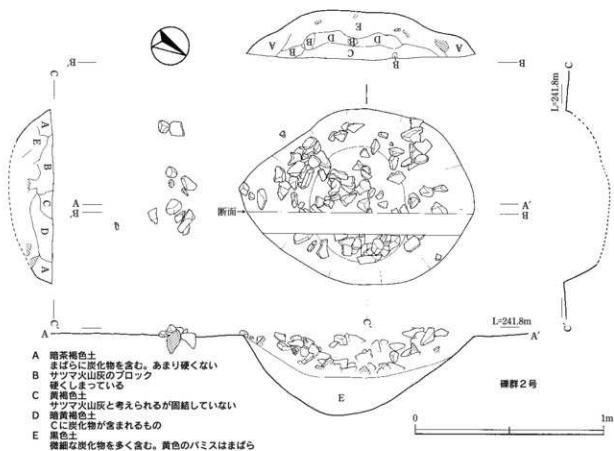 E
A
B
D
B
D
A
C
B
B'
B
C
C
L=241.8m
A
E
B
C
D
A
A
B'
断面→
A'
B
C'
C'
C'
A
L=241.8m
A'
E
礫群2号
A 暗茶褐色土
まばらに炭化物を含む。あまり硬くない
B サツマ火山灰のブロック
硬くしまっている
C 黄褐色土
サツマ火山灰と考えられるが固結していない
D 暗黄褐色土
Cに炭化物が含まれるもの
E 黒色土
微細な炭化物を多く含む。黄色のパミスはまばら
0
1m